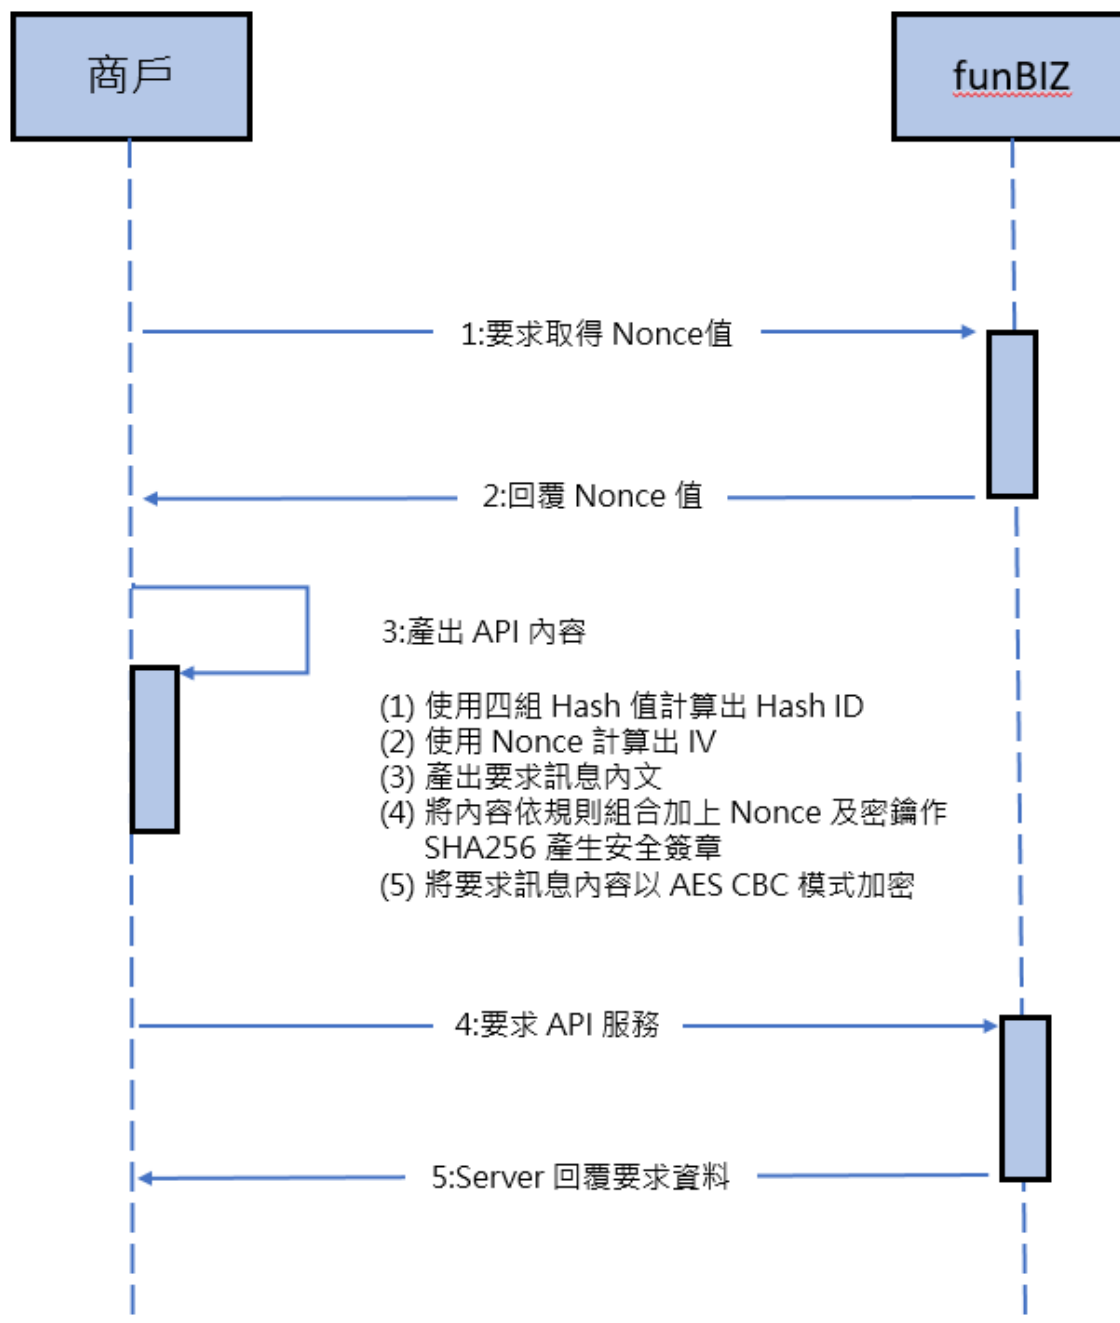 商戶
funBIZ
1:要求取得 Nonce值
2:回覆 Nonce 值
3:產出 API 內容
(1) 使用四組 Hash 值計算出 Hash ID
(2) 使用 Nonce 計算出 IV
(3) 產出要求訊息內文
(4) 將內容依規則組合加上 Nonce 及密鑰作
SHA256 產生安全簽章
(5) 將要求訊息內容以 AES CBC 模式加密
4:要求 API 服務
5:Server 回覆要求資料